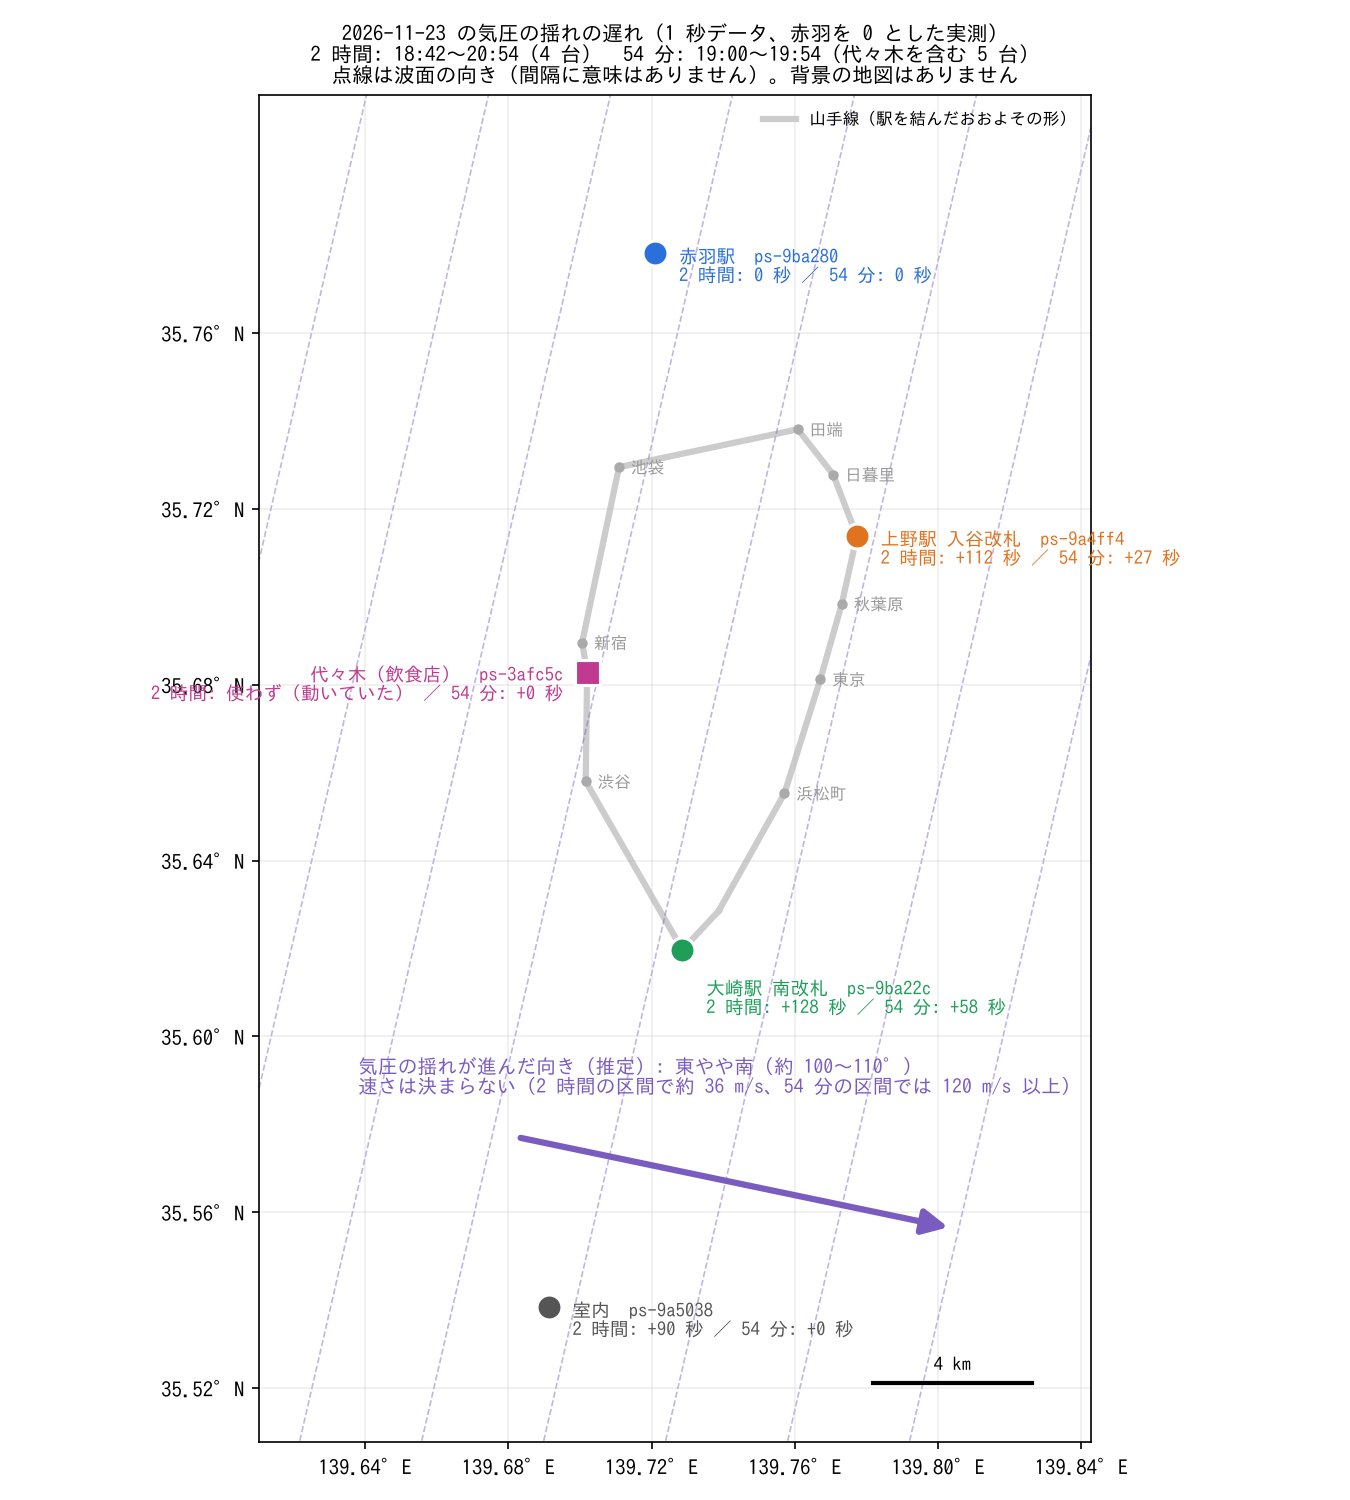 2026-11-23 の気圧の揺れの遅れ（1 秒データ、赤羽を 0 とした実測）
2 時間: 18:42～20:54（4 台）　54 分: 19:00～19:54（代々木を含む 5 台）
点線は波面の向き（間隔に意味はありません）。背景の地図はありません
山手線（駅を結んだおおよその形）
赤羽駅　ps-9ba280
2 時間: 0 秒 ／ 54 分: 0 秒
35.76° N
田端
池袋
日暮里
35.72° N
上野駅 入谷改札　ps-9a4ff4
2 時間: +112 秒 ／ 54 分: +27 秒
秋葉原
新宿
代々木（飲食店）　ps-3afc5c
35.68° N
2 時間: 使わず（動いていた） ／ 54 分: +0 秒
東京
渋谷
浜松町
35.64° N
大崎駅 南改札　ps-9ba22c
2 時間: +128 秒 ／ 54 分: +58 秒
35.60° N
気圧の揺れが進んだ向き（推定）: 東やや南（約 100～110°）
速さは決まらない（2 時間の区間で約 36 m/s、54 分の区間では 120 m/s 以上）
35.56° N
室内　ps-9a5038
2 時間: +90 秒 ／ 54 分: +0 秒
4 km
35.52° N
139.64° E
139.68° E
139.72° E
139.76° E
139.80° E
139.84° E